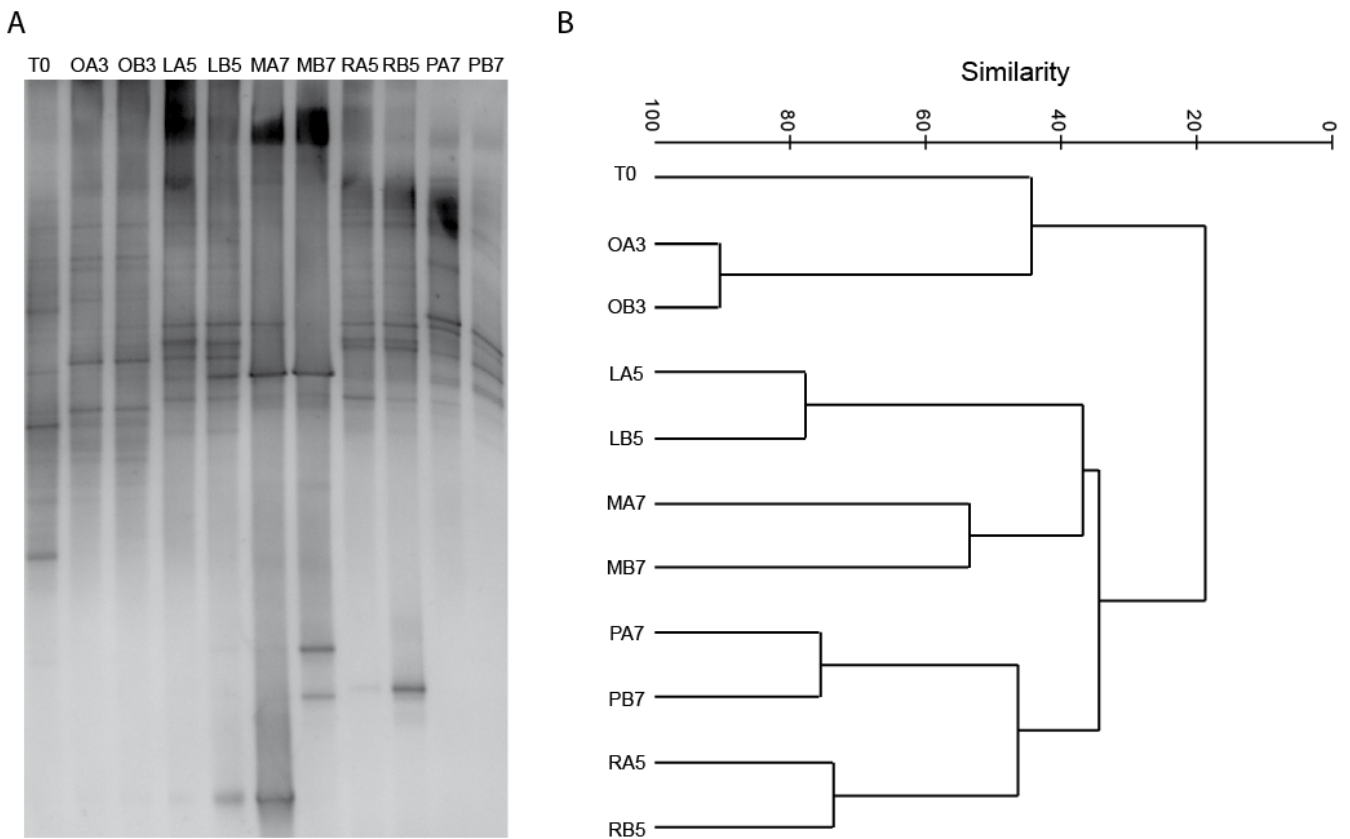 A
T0 OA3 OB3 LA5 LB5 MA7 MB7 RA5 RB5 PA7 PB7
B
Similarity
100 80 60 40 20 0
T0
OA3
OB3
LA5
LB5
MA7
MB7
PA7
PB7
RA5
RB5